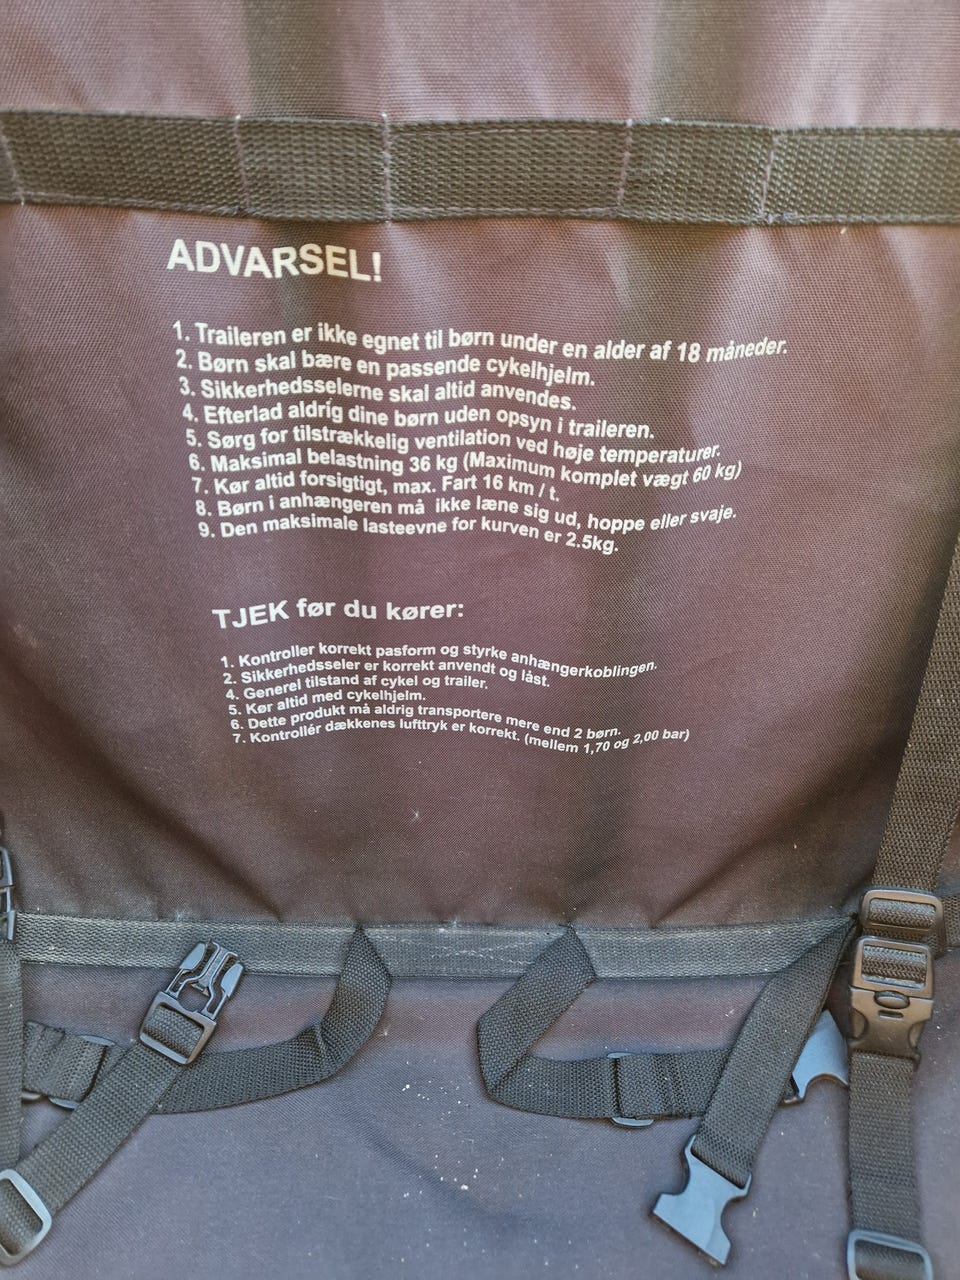 ADVARSEL!
1. Traileren er ikke egnet til børn under en alder af 18 måneder.
2. Børn skal bære en passende cykelhjelm.
3. Sikkerhedsselerne skal altid anvendes.
4. Efterlad aldrig dine børn uden opsyn i traileren.
5. Sørg for tilstrækkelig ventilation ved høje temperaturer.
6. Maksimal belastning 36 kg (Maximum komplet vægt 60 kg)
7. Kør altid forsigtigt, max. Fart 16 km / t.
8. Børn i anhængeren må ikke læne sig ud, hoppe eller svaje.
9. Den maksimale lasteevne for kurven er 2.5kg.
TJEK før du kører:
1. Kontroller korrekt pasform og styrke anhængerkoblingen.
2. Sikkerhedsseler er korrekt anvendt og låst.
4. Generel tilstand af cykel og trailer.
5. Kør altid med cykelhjelm.
6. Dette produkt må aldrig transportere mere end 2 børn.
7. Kontrollér dækkenes lufttryk er korrekt. (mellem 1,70 og 2,00 bar)